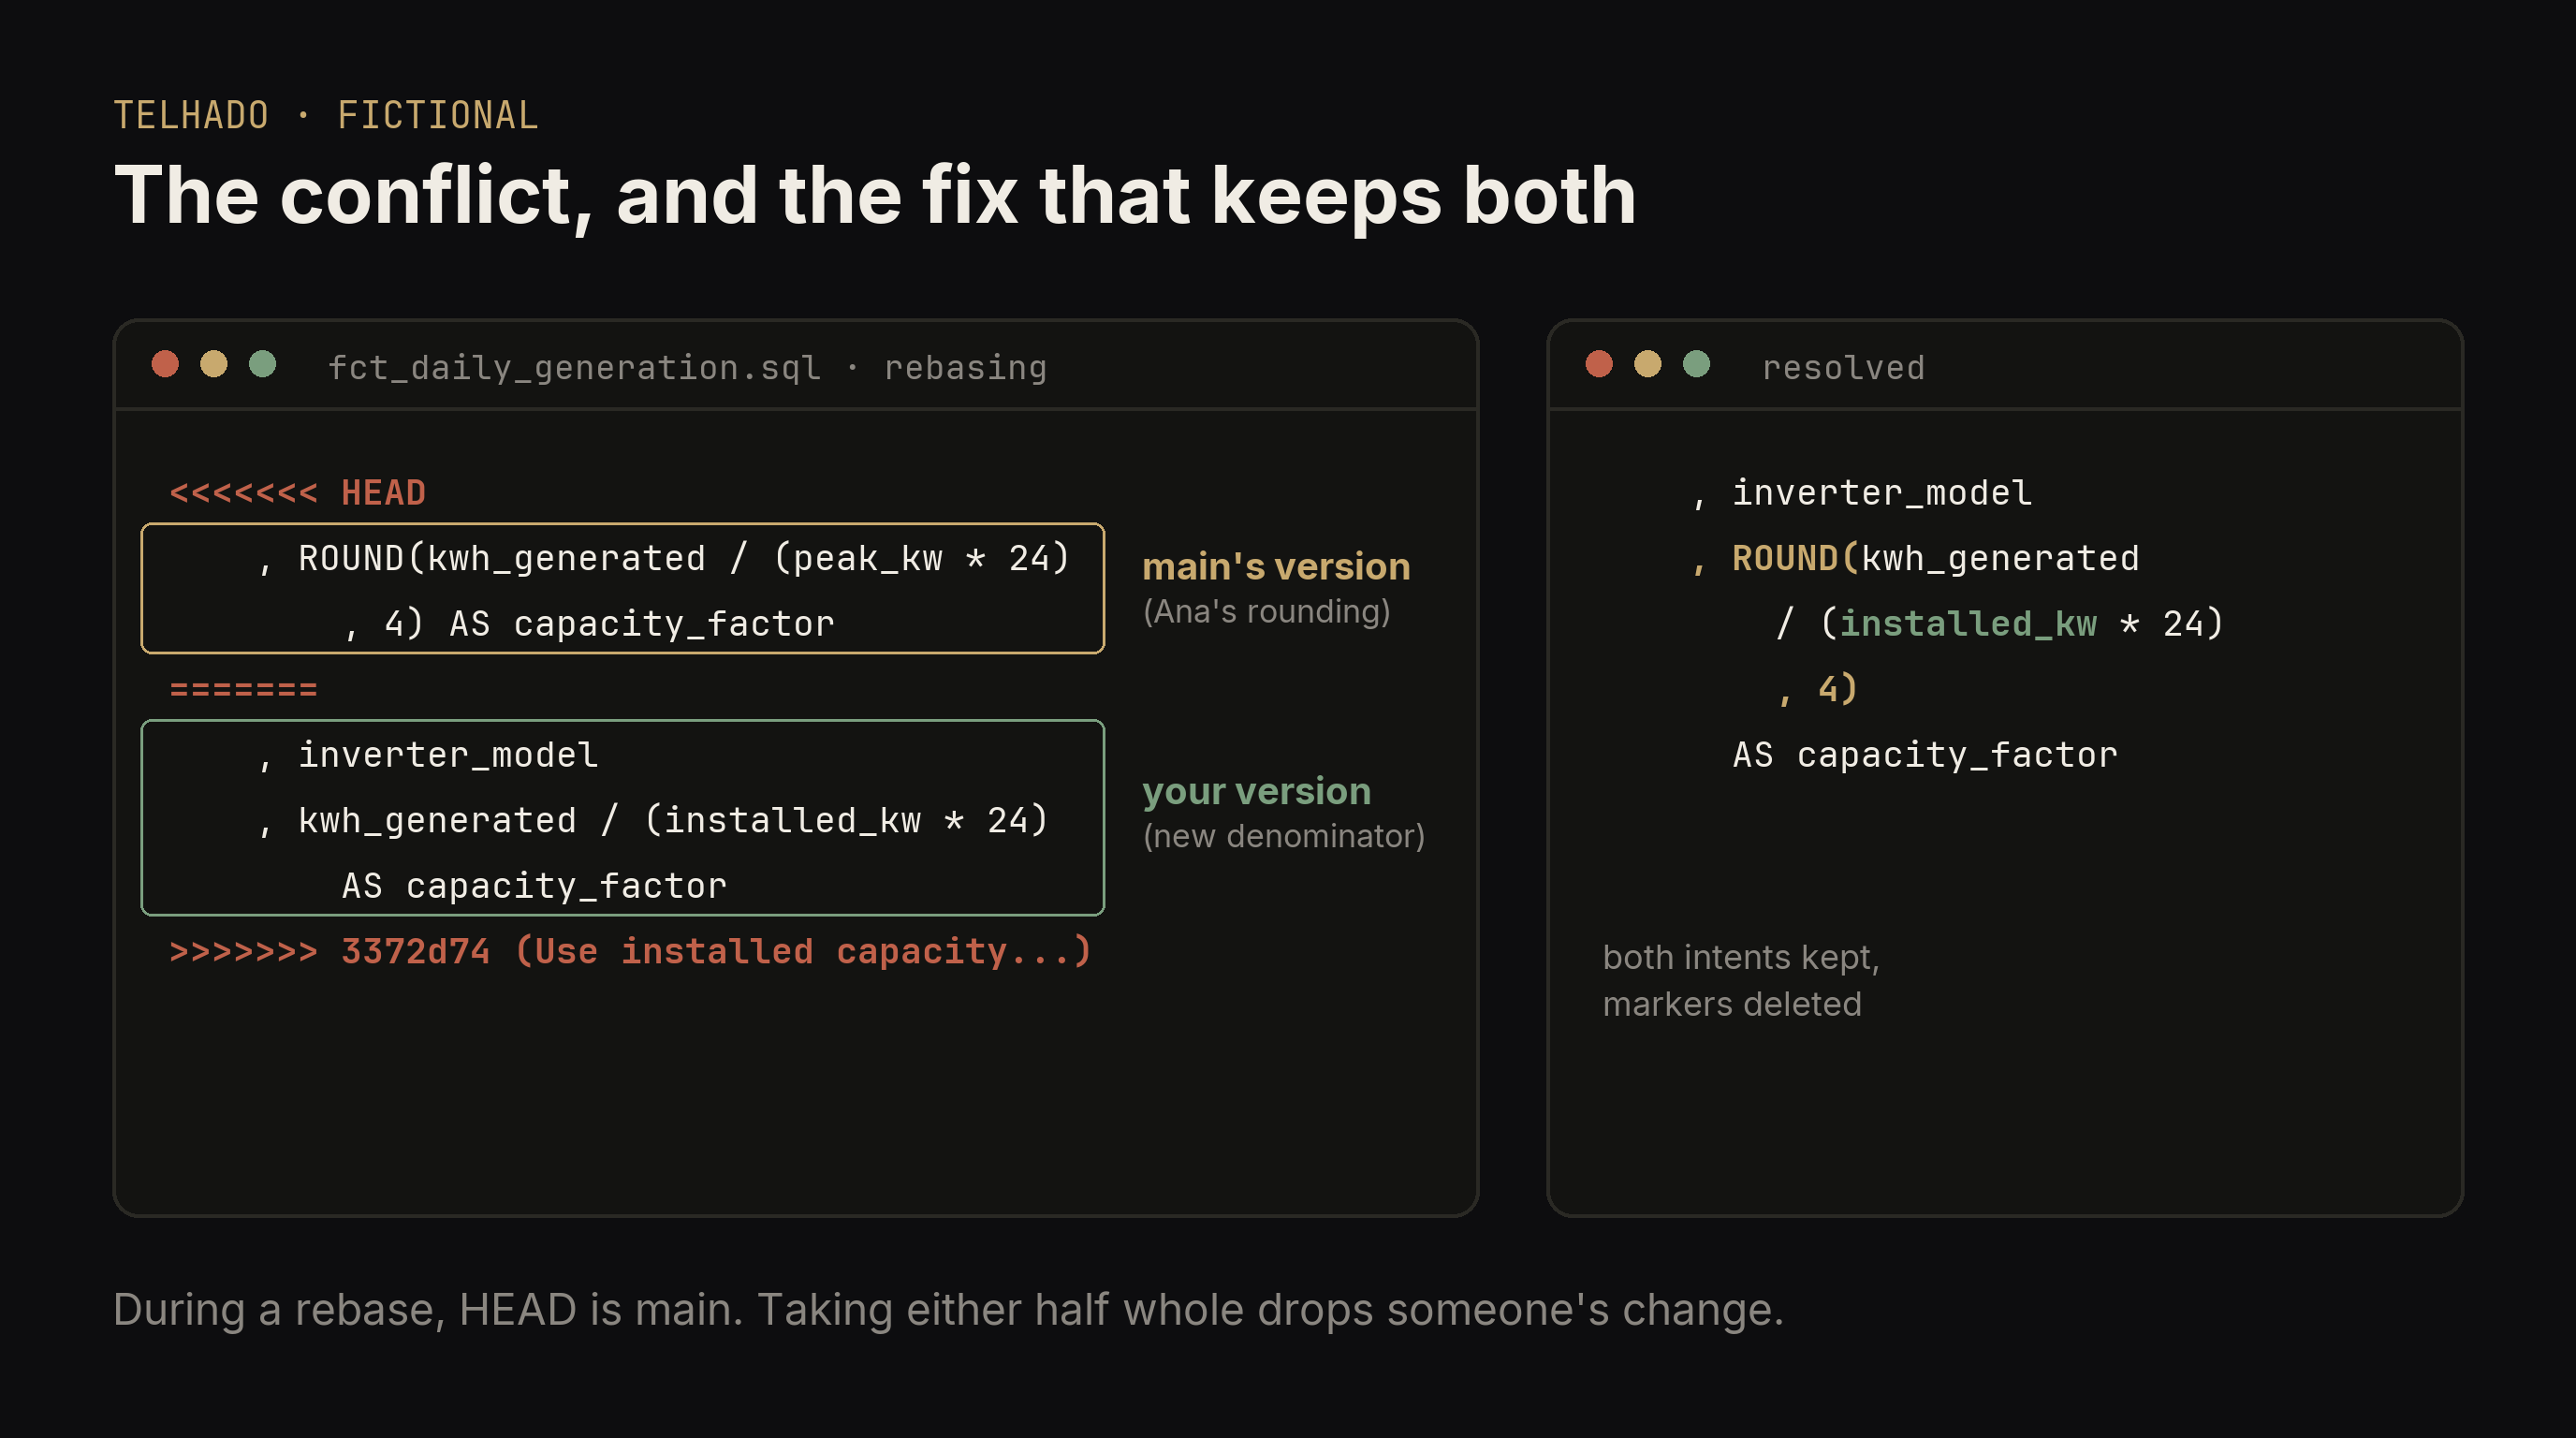 TELHADO · FICTIONAL
The conflict, and the fix that keeps both
fct_daily_generation.sql · rebasing
<<<<<<< HEAD
, ROUND(kwh_generated / (peak_kw * 24)
, 4) AS capacity_factor
main's version
(Ana's rounding)
=======
, inverter_model
, kwh_generated / (installed_kw * 24)
AS capacity_factor
your version
(new denominator)
>>>>>>> 3372d74 (Use installed capacity...)
resolved
, inverter_model
, ROUND(kwh_generated
/ (installed_kw * 24)
, 4)
AS capacity_factor
both intents kept,
markers deleted
During a rebase, HEAD is main. Taking either half whole drops someone's change.